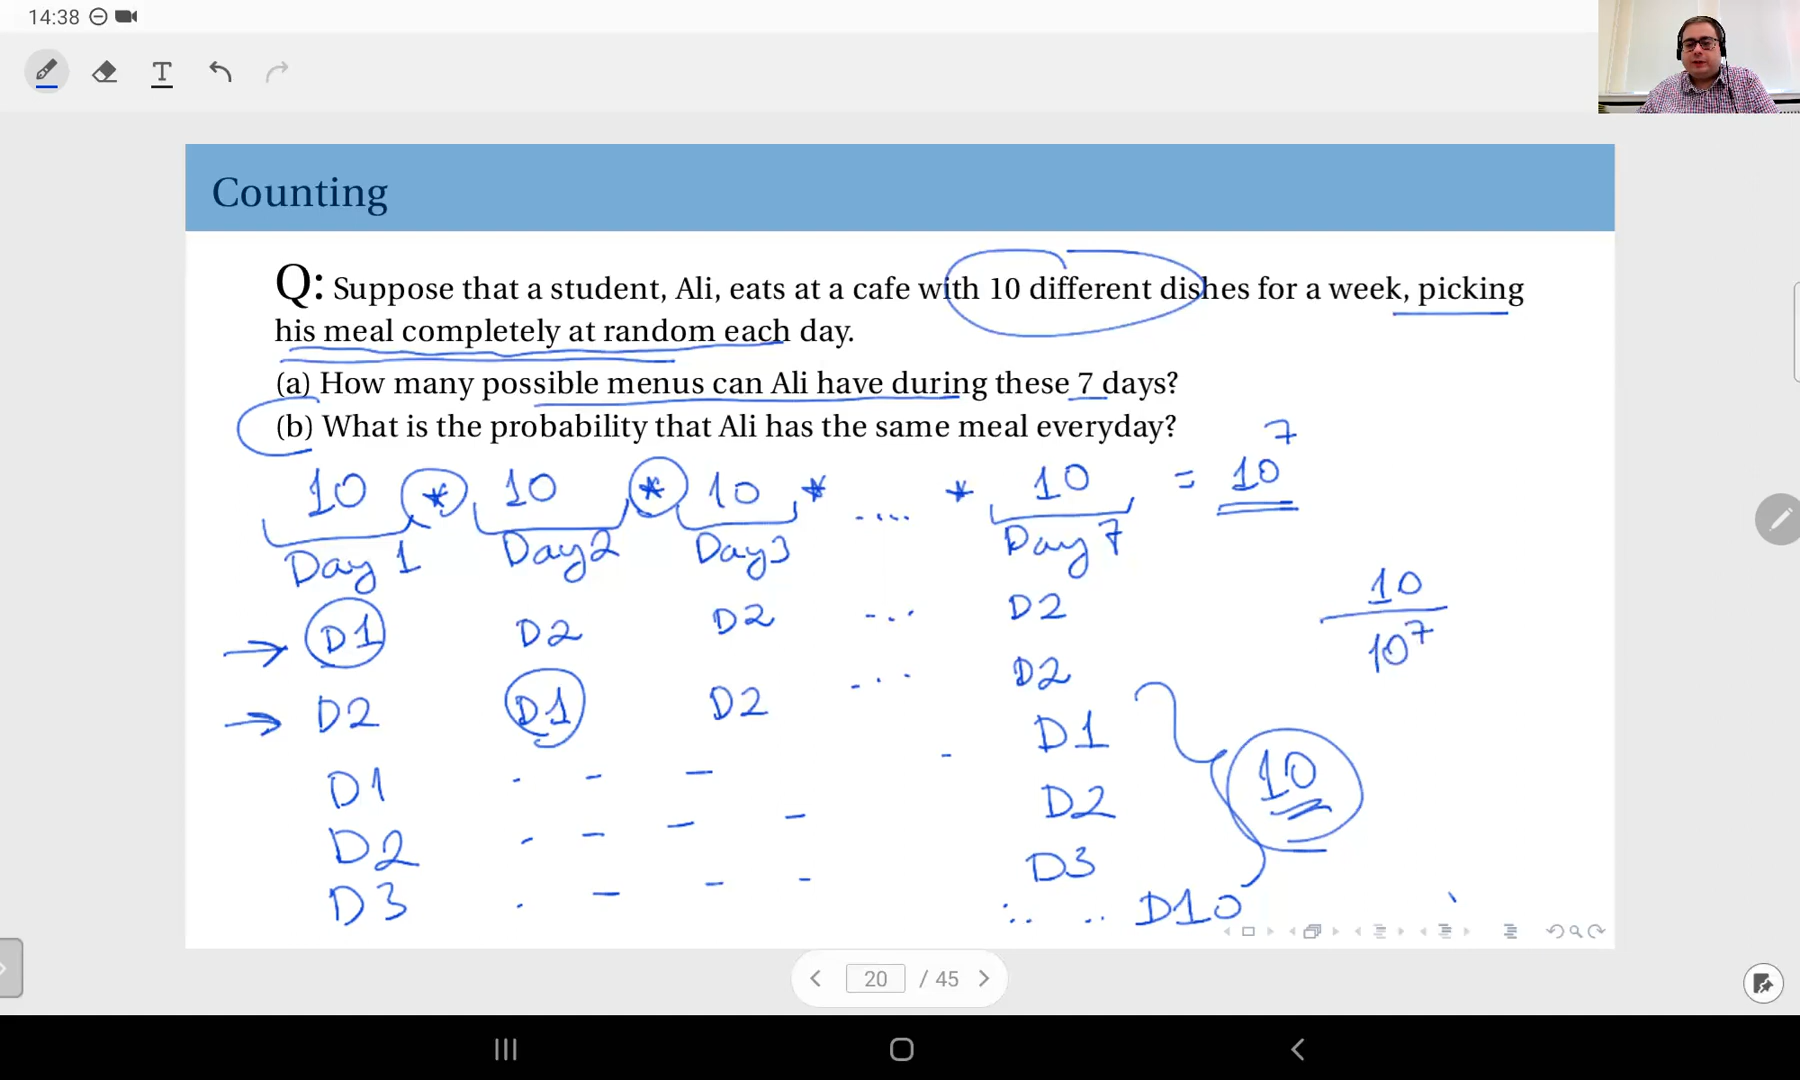 14:38
T
Counting
Q: Suppose that a student, Ali, eats at a cafe with 10 different dishes for a week, picking
his meal completely at random each day.
(a) How many possible menus can Ali have during these 7 days?
(b) What is the probability that Ali has the same meal everyday?
10 * 10 * 10 * .... * 10 = 10^7
Day 1 Day2 Day3 Day 7
D1 D2 D2 ... D2
10
10^7
D2 D1 D2 ... D2
D1 . - - - D1
10
D2 . - - - D2
D3 . - - - D3
.. .. D10
20 / 45